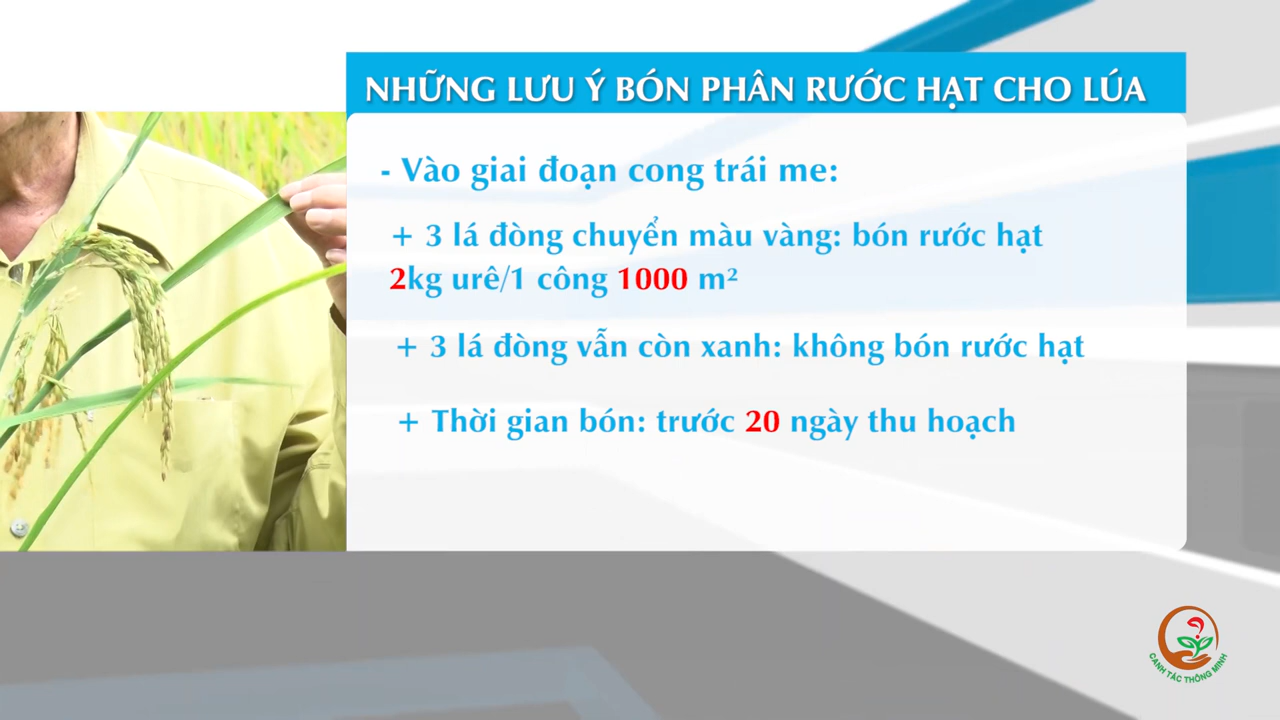 NHỮNG LƯU Ý BÓN PHÂN RƯỚC HẠT CHO LÚA
- Vào giai đoạn cong trái me:
+ 3 lá đòng chuyển màu vàng: bón rước hạt
2kg urê/1 công 1000 m²
+ 3 lá đòng vẫn còn xanh: không bón rước hạt
+ Thời gian bón: trước 20 ngày thu hoạch
CANH TÁC THÔNG MINH